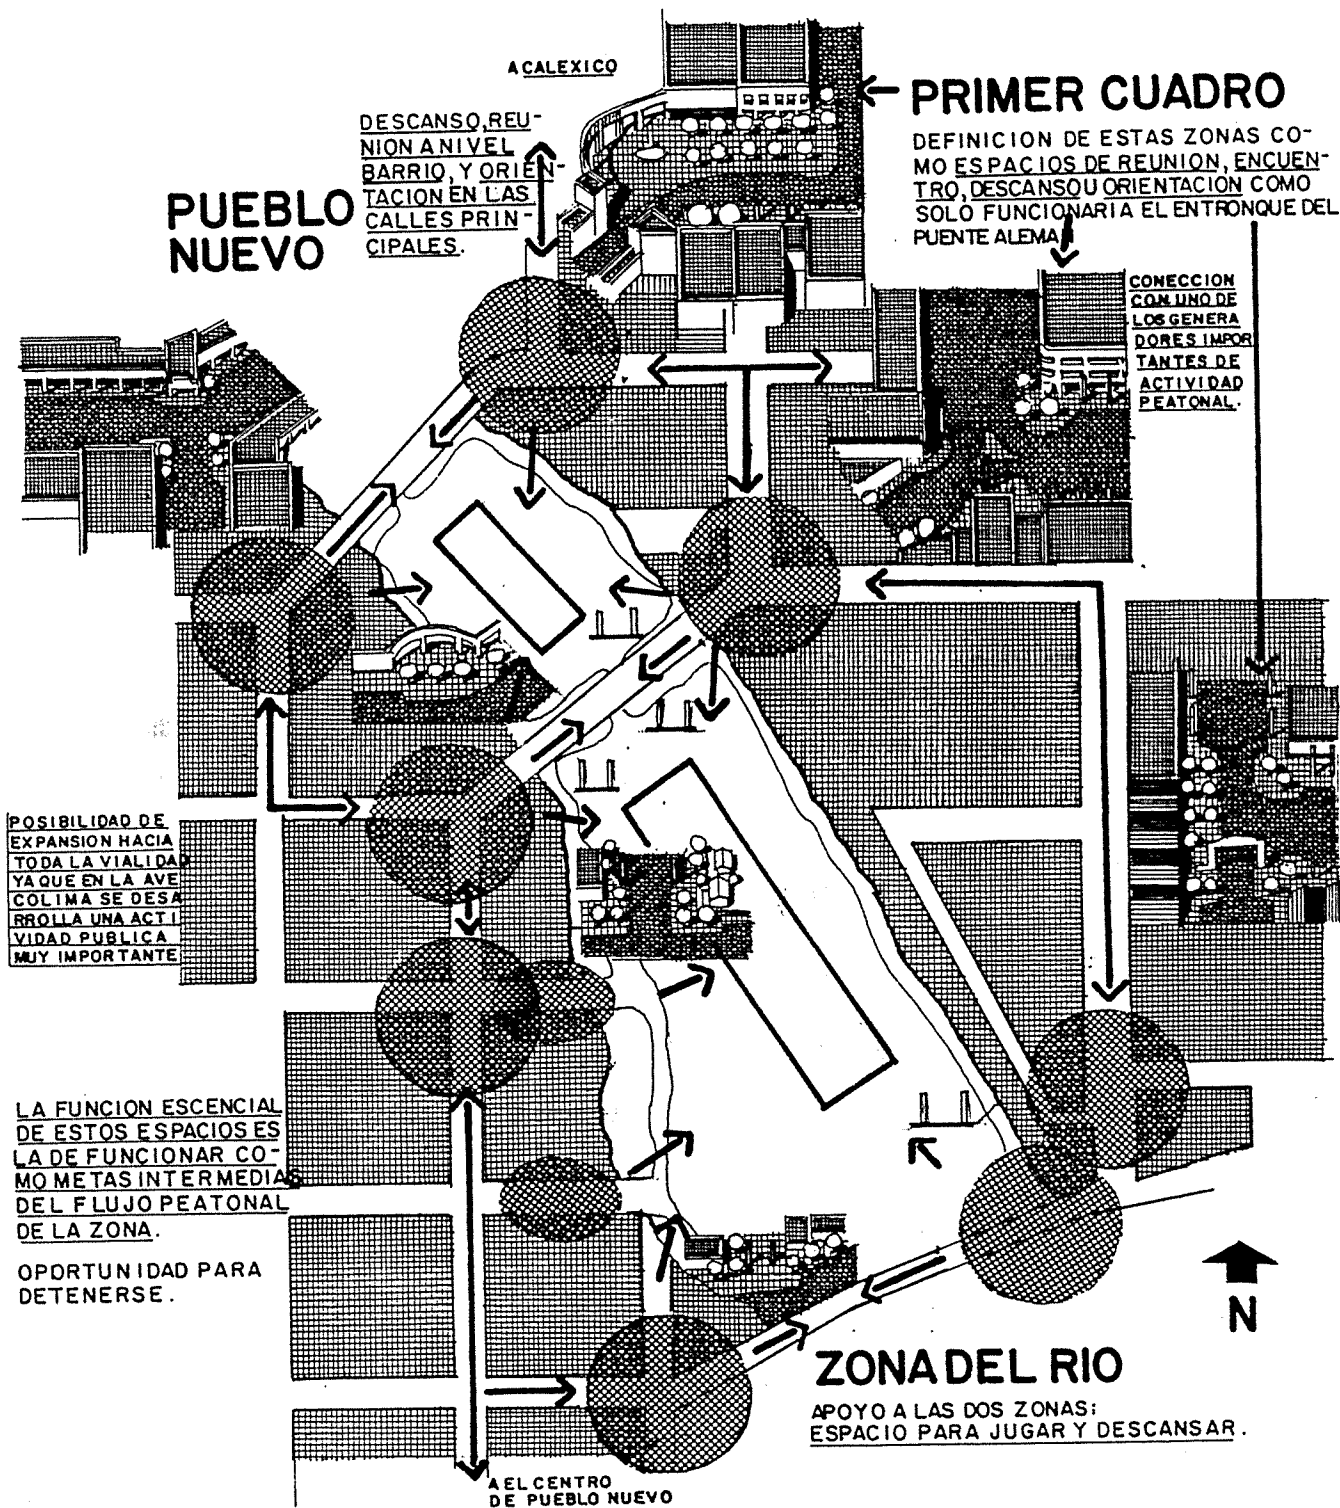 A CALEXICO
PRIMER CUADRO
DEFINICION DE ESTAS ZONAS CO-
MO ESPACIOS DE REUNION, ENCUEN-
TRO, DESCANSO U ORIENTACION COMO
SOLO FUNCIONARIA EL ENTRONQUE DEL
PUENTE ALEMA
DESCANSO, REU-
NION A NIVEL
BARRIO, Y ORIEN-
TACION EN LAS
CALLES PRIN-
CIPALES.
PUEBLO
NUEVO
CONECCION
CON UNO DE
LOS GENERA
DORES IMPOR
TANTES DE
ACTIVIDAD
PEATONAL.
POSIBILIDAD DE
EXPANSION HACIA
TODA LA VIALIDAD
YA QUE EN LA AVE
COLIMA SE DESA
RROLLA UNA ACTI
VIDAD PUBLICA
MUY IMPORTANTE
LA FUNCION ESCENCIAL
DE ESTOS ESPACIOS ES
LA DE FUNCIONAR CO-
MO METAS INTERMEDIAS
DEL FLUJO PEATONAL
DE LA ZONA.
OPORTUNIDAD PARA
DETENERSE.
N
ZONA DEL RIO
APOYO A LAS DOS ZONAS:
ESPACIO PARA JUGAR Y DESCANSAR.
A EL CENTRO
DE PUEBLO NUEVO